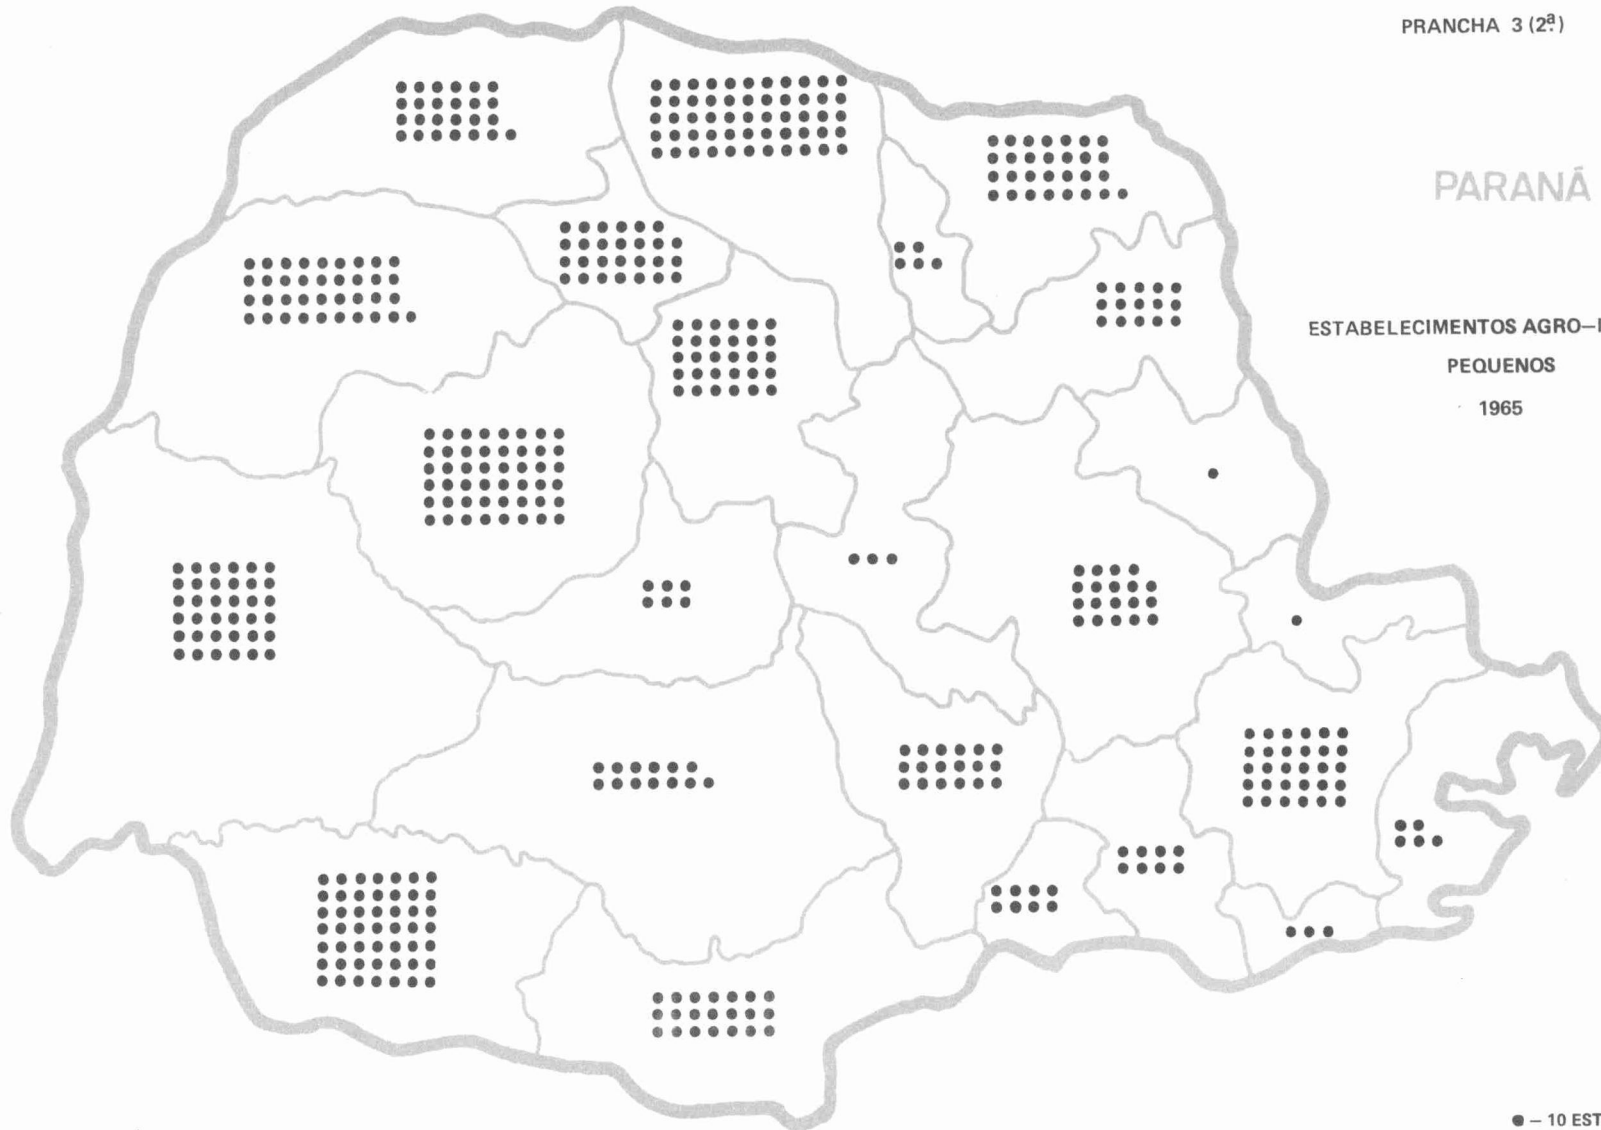 PRANCHA 3 (2ª)
PARANÁ
ESTABELECIMENTOS AGRO–
PEQUENOS
1965
● – 10 EST